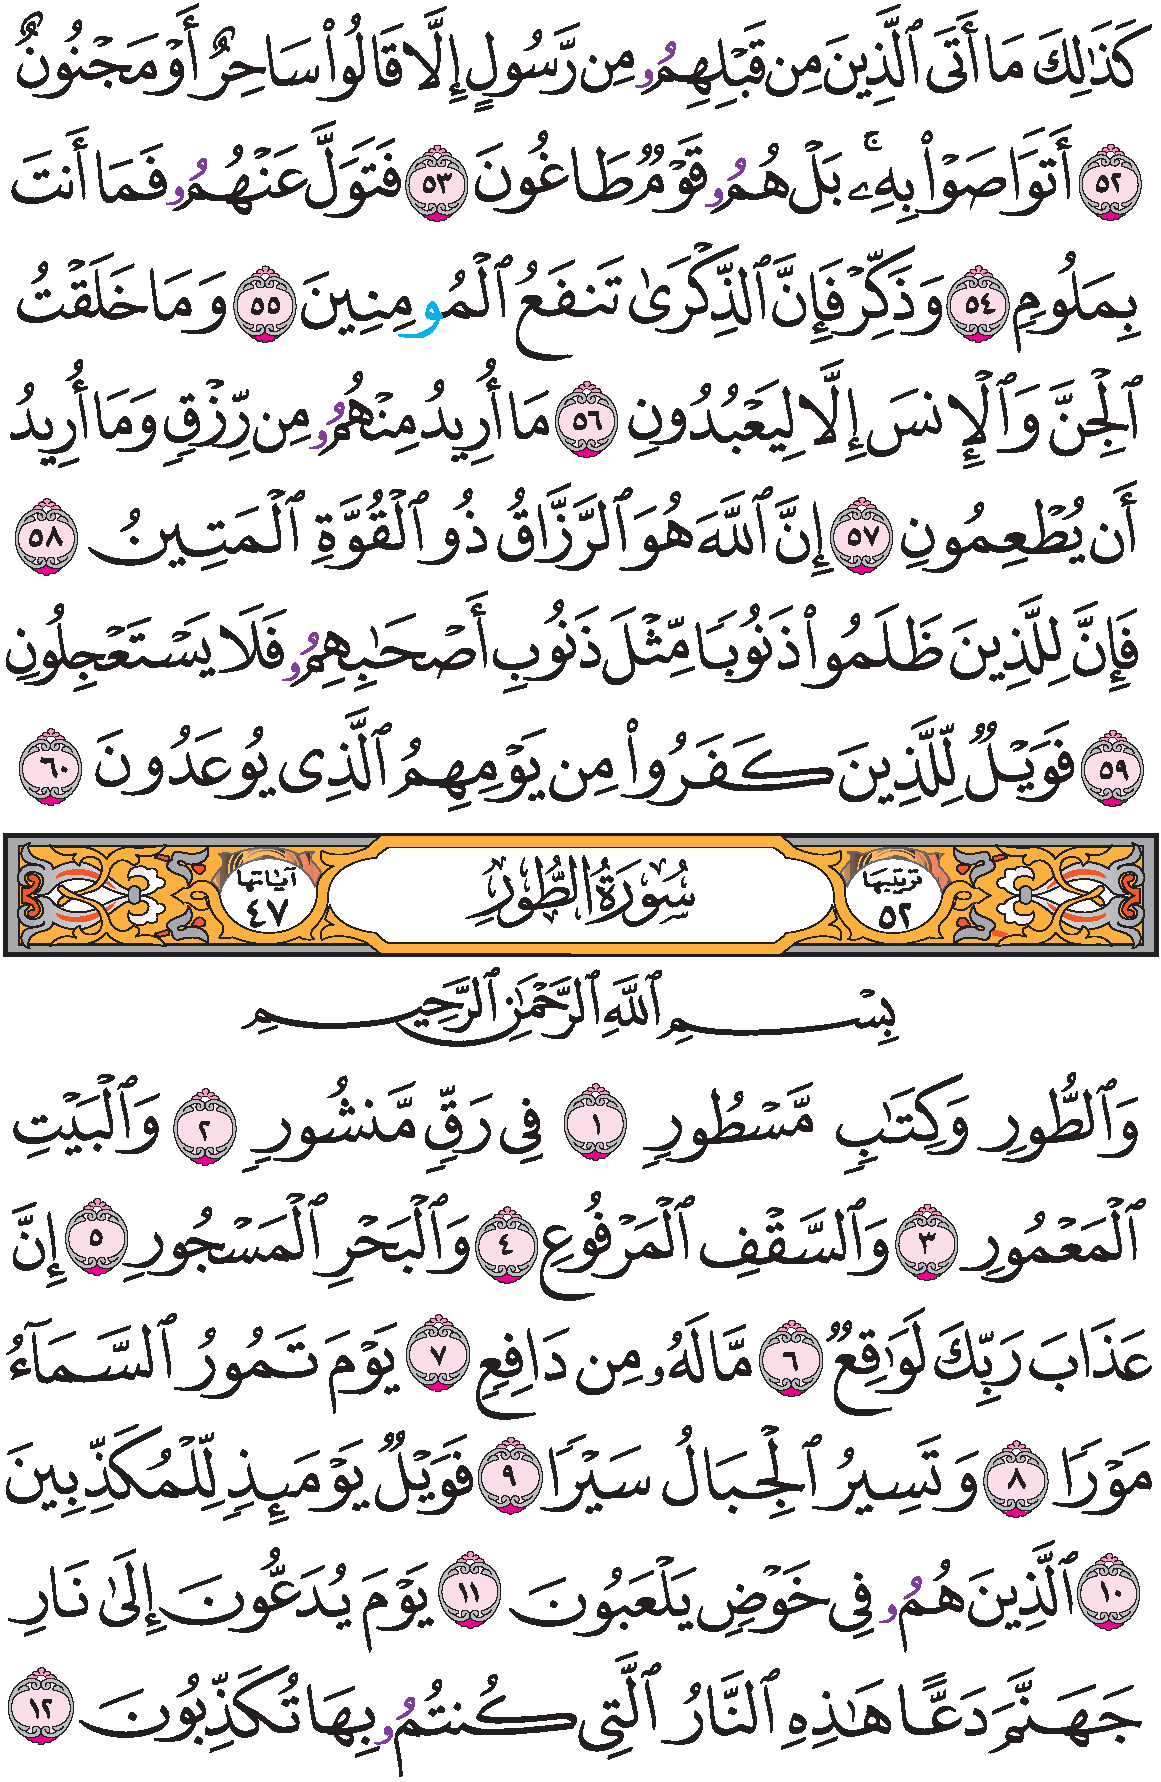 كَذَٰلِكَ مَا أَتَى ٱلَّذِينَ مِن قَبْلِهِمُۥ مِن رَّسُولٍ إِلَّا قَالُوا۟ سَاحِرٌ أَوْ مَجْنُونٌ
٥٢ أَتَوَاصَوْا۟ بِهِۦۚ بَلْ هُمُۥ قَوْمٌ طَاغُونَ ٥٣ فَتَوَلَّ عَنْهُمُۥ فَمَا أَنتَ
بِمَلُومٍ ٥٤ وَذَكِّرْ فَإِنَّ ٱلذِّكْرَىٰ تَنفَعُ ٱلْمُومِنِينَ ٥٥ وَمَا خَلَقْتُ
ٱلْجِنَّ وَٱلْإِنسَ إِلَّا لِيَعْبُدُونِ ٥٦ مَا أُرِيدُ مِنْهُمُۥ مِن رِّزْقٍ وَمَا أُرِيدُ
أَن يُطْعِمُونِ ٥٧ إِنَّ ٱللَّهَ هُوَ ٱلرَّزَّاقُ ذُو ٱلْقُوَّةِ ٱلْمَتِينُ ٥٨
فَإِنَّ لِلَّذِينَ ظَلَمُوا۟ ذَنُوبًا مِّثْلَ ذَنُوبِ أَصْحَٰبِهِمُۥ فَلَا يَسْتَعْجِلُونِ
٥٩ فَوَيْلٌ لِّلَّذِينَ كَفَرُوا۟ مِن يَوْمِهِمُ ٱلَّذِى يُوعَدُونَ ٦٠
ترتيبها ٥٢ سُورَةُ الطُّورِ آياتها ٤٧
بِسْمِ ٱللَّهِ ٱلرَّحْمَٰنِ ٱلرَّحِيمِ
وَٱلطُّورِ وَكِتَٰبٍ مَّسْطُورٍ ١ فِى رَقٍّ مَّنشُورٍ ٢ وَٱلْبَيْتِ
ٱلْمَعْمُورِ ٣ وَٱلسَّقْفِ ٱلْمَرْفُوعِ ٤ وَٱلْبَحْرِ ٱلْمَسْجُورِ ٥ إِنَّ
عَذَابَ رَبِّكَ لَوَٰقِعٌ ٦ مَّا لَهُۥ مِن دَافِعٍ ٧ يَوْمَ تَمُورُ ٱلسَّمَآءُ
مَوْرًا ٨ وَتَسِيرُ ٱلْجِبَالُ سَيْرًا ٩ فَوَيْلٌ يَوْمَئِذٍ لِّلْمُكَذِّبِينَ
١٠ ٱلَّذِينَ هُمُۥ فِى خَوْضٍ يَلْعَبُونَ ١١ يَوْمَ يُدَعُّونَ إِلَىٰ نَارِ
جَهَنَّمَ دَعًّا هَٰذِهِ ٱلنَّارُ ٱلَّتِى كُنتُمُۥ بِهَا تُكَذِّبُونَ ١٢